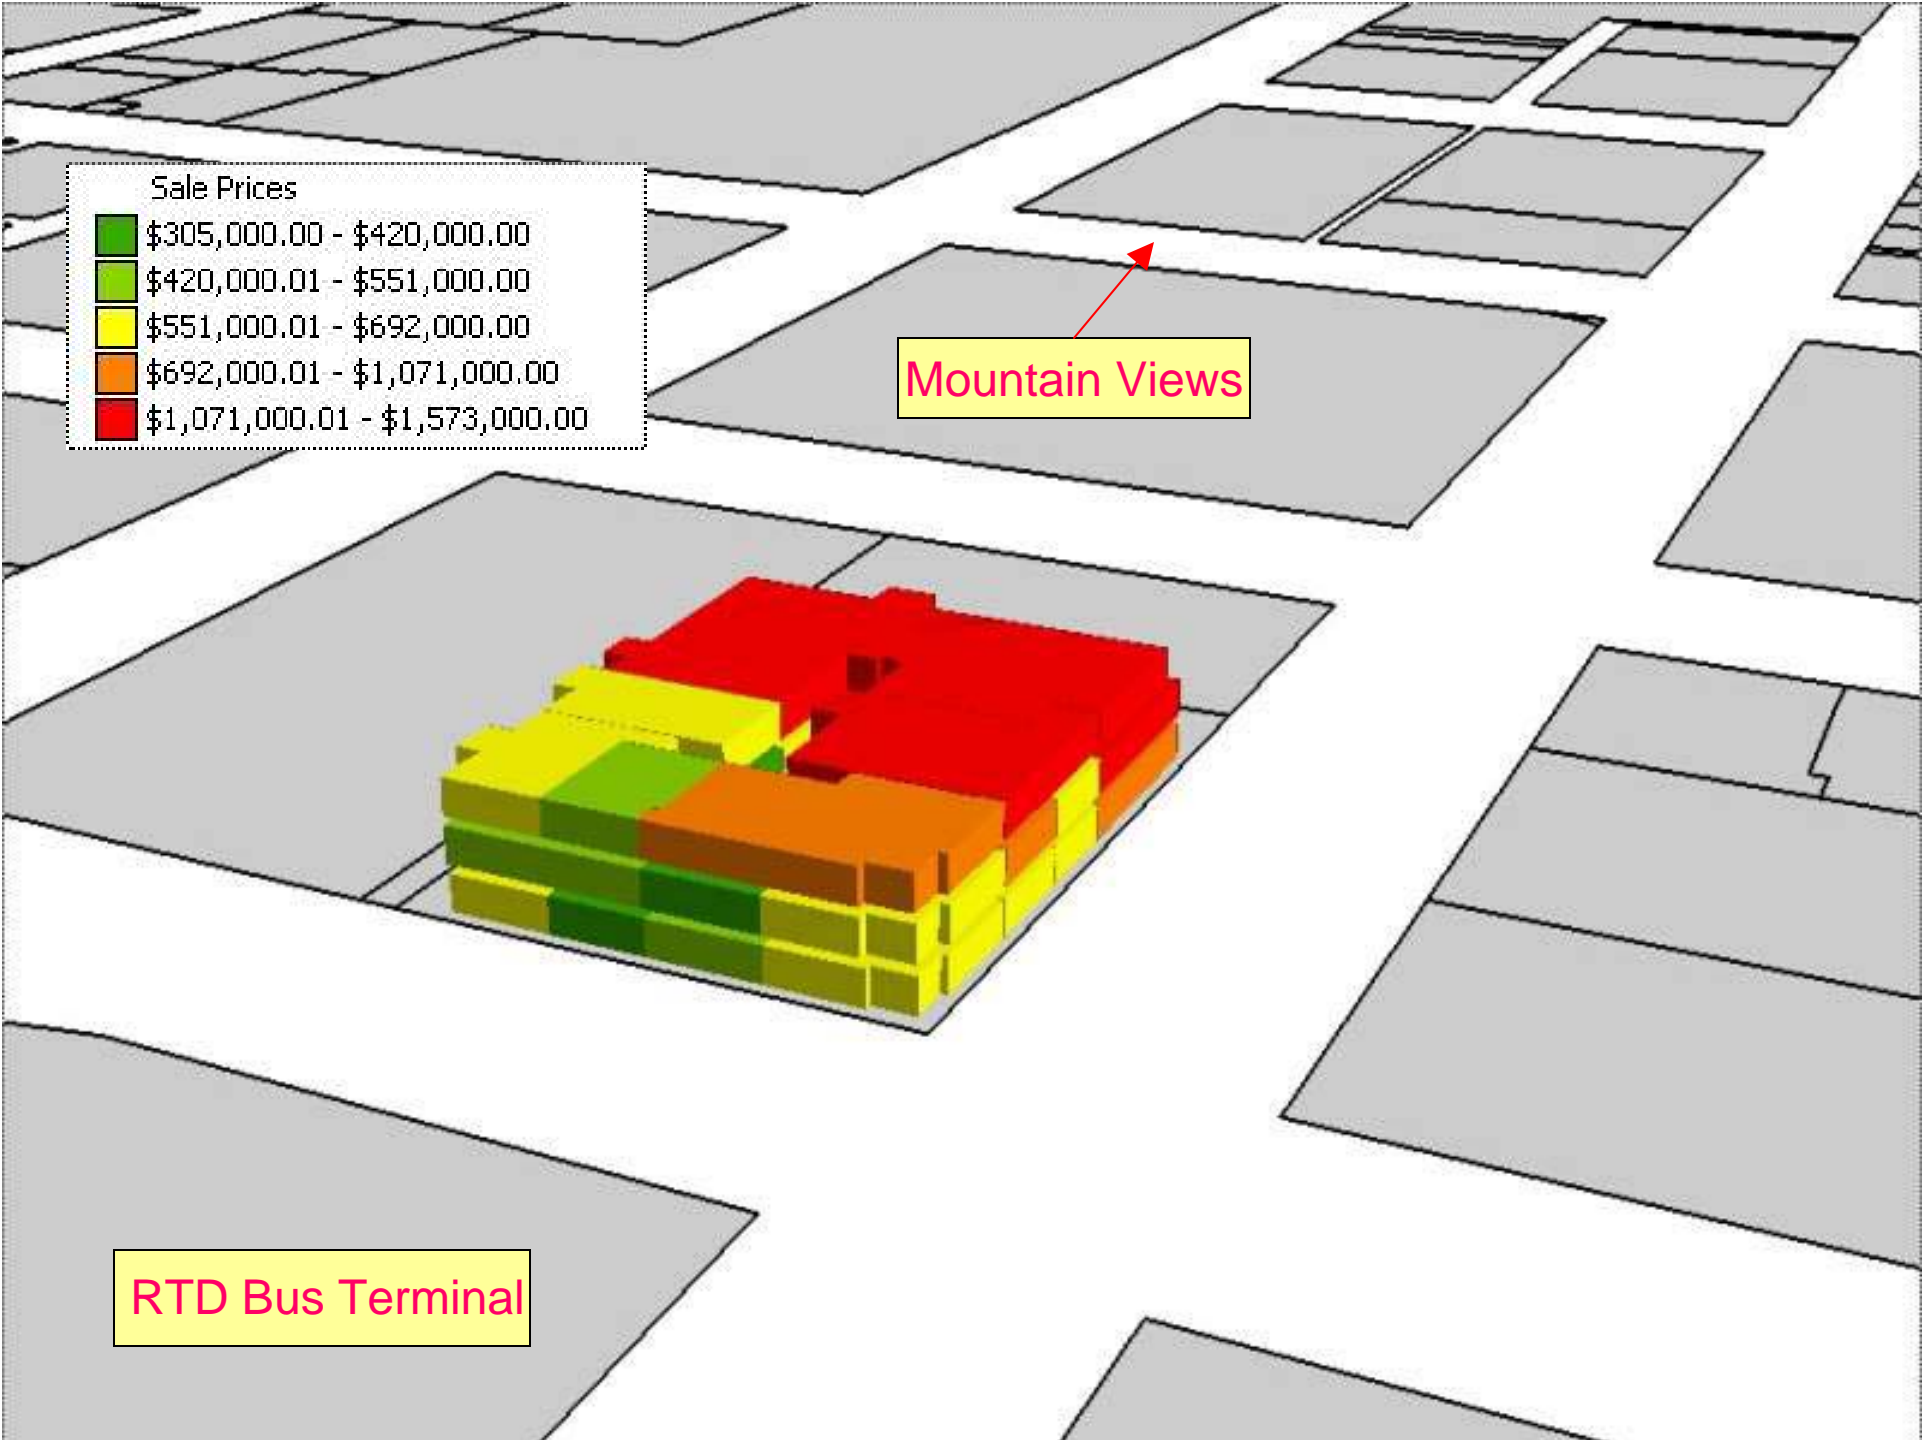 Sale Prices
$305,000.00 - $420,000.00
$420,000.01 - $551,000.00
$551,000.01 - $692,000.00
$692,000.01 - $1,071,000.00
$1,071,000.01 - $1,573,000.00
Mountain Views
RTD Bus Terminal